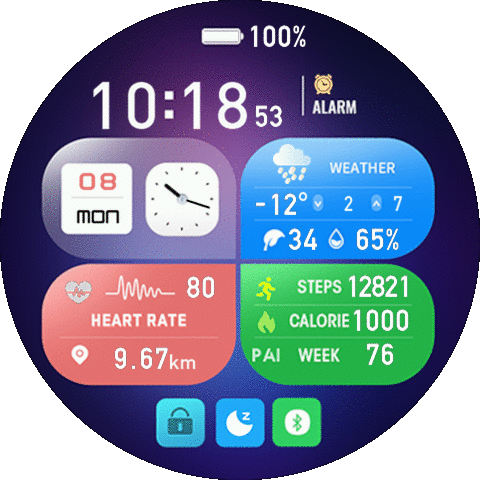 100%
10:18 53
ALARM
08
MON
WEATHER
-12° 2 7
34 65%
80
HEART RATE
9.67km
STEPS 12821
CALORIE 1000
PAI WEEK 76
z